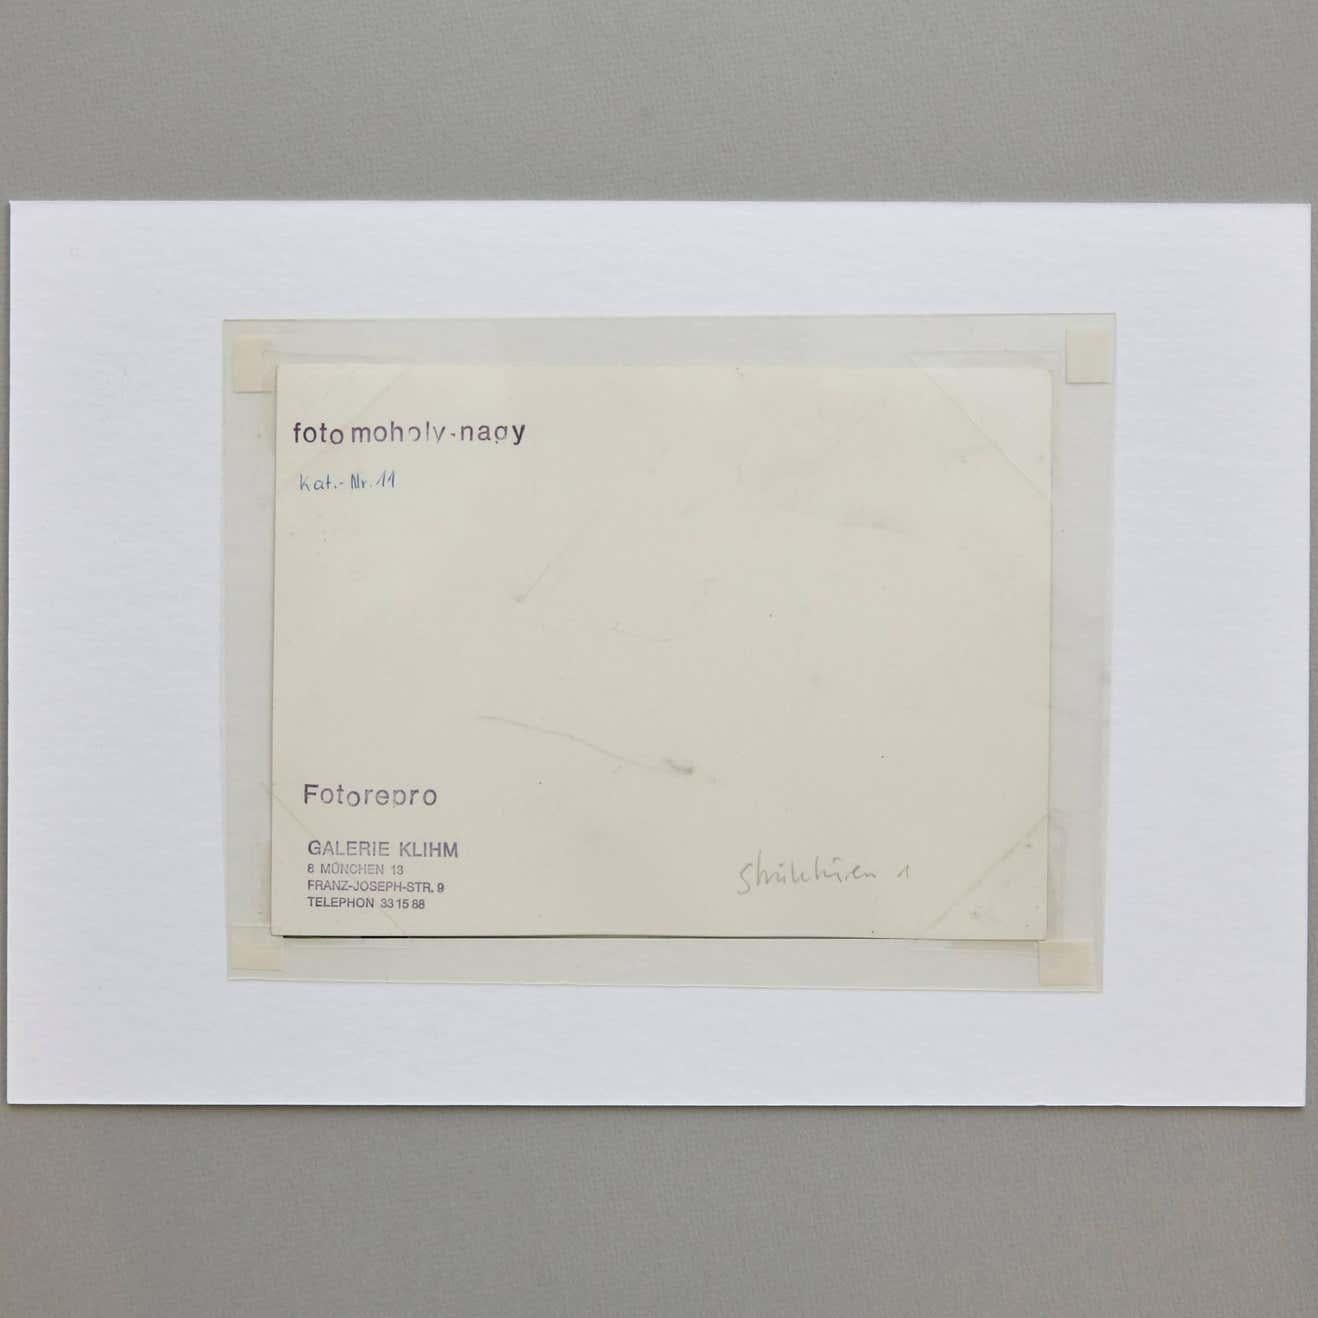 foto moholy-nagy
Kat.-Nr. 11
Fotorepro
GALERIE KLIHM
8 MÜNCHEN 13
FRANZ-JOSEPH-STR. 9
TELEPHON 33 15 88
Strukturen 1